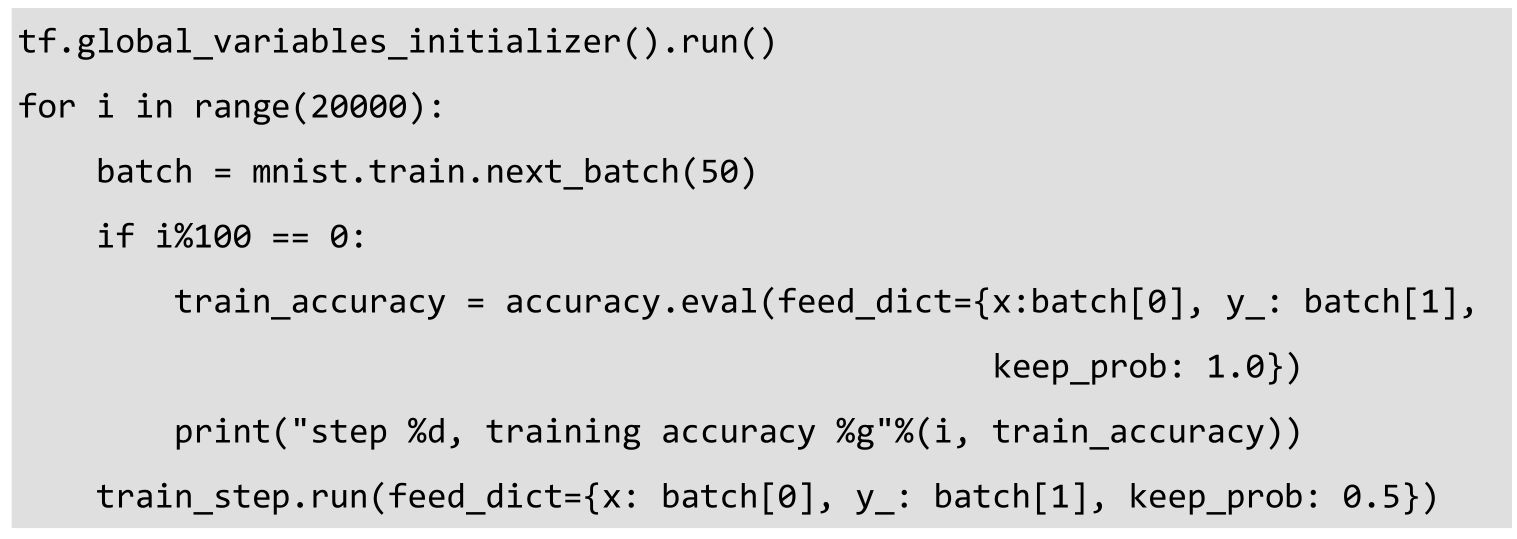 tf.global_variables_initializer().run()
for i in range(20000):
    batch = mnist.train.next_batch(50)
    if i%100 == 0:
        train_accuracy = accuracy.eval(feed_dict={x:batch[0], y_: batch[1],
                                                  keep_prob: 1.0})
        print("step %d, training accuracy %g"%(i, train_accuracy))
    train_step.run(feed_dict={x: batch[0], y_: batch[1], keep_prob: 0.5})